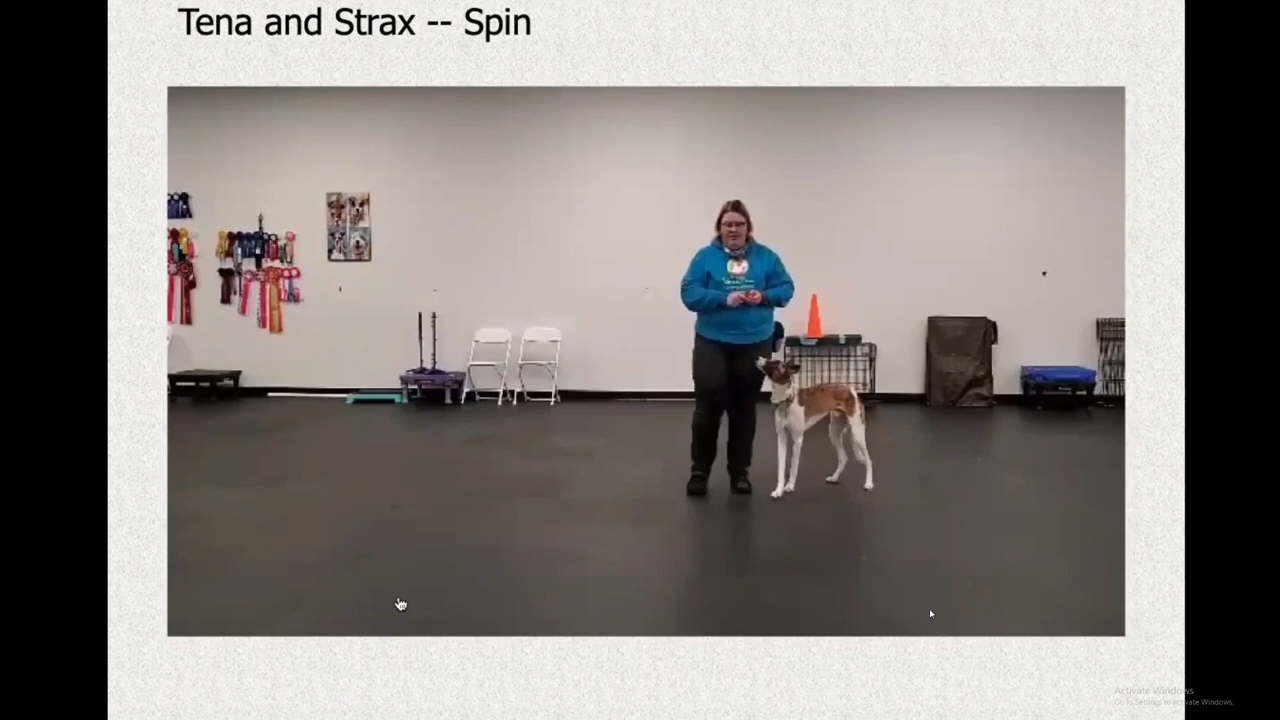 Tena and Strax -- Spin
Activate Windows
Go to Settings to activate Windows.